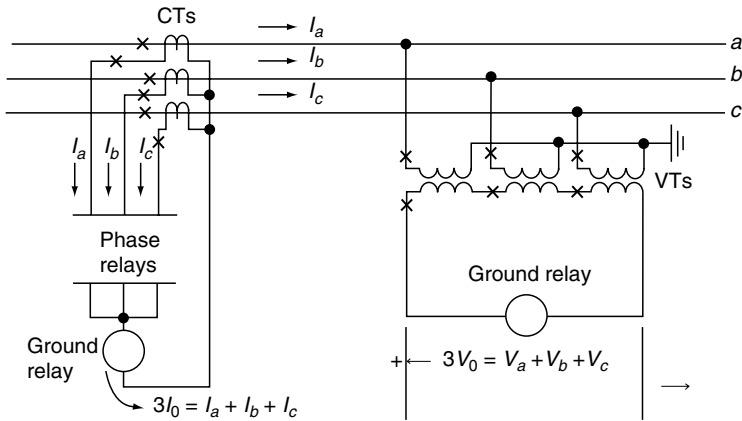 CTs
Ia
Ib
Ic
a
b
c
Ia Ib Ic
VTs
Phase
relays
Ground relay
Ground
relay
+ 3V0 = Va + Vb + Vc
3I0 = Ia + Ib + Ic